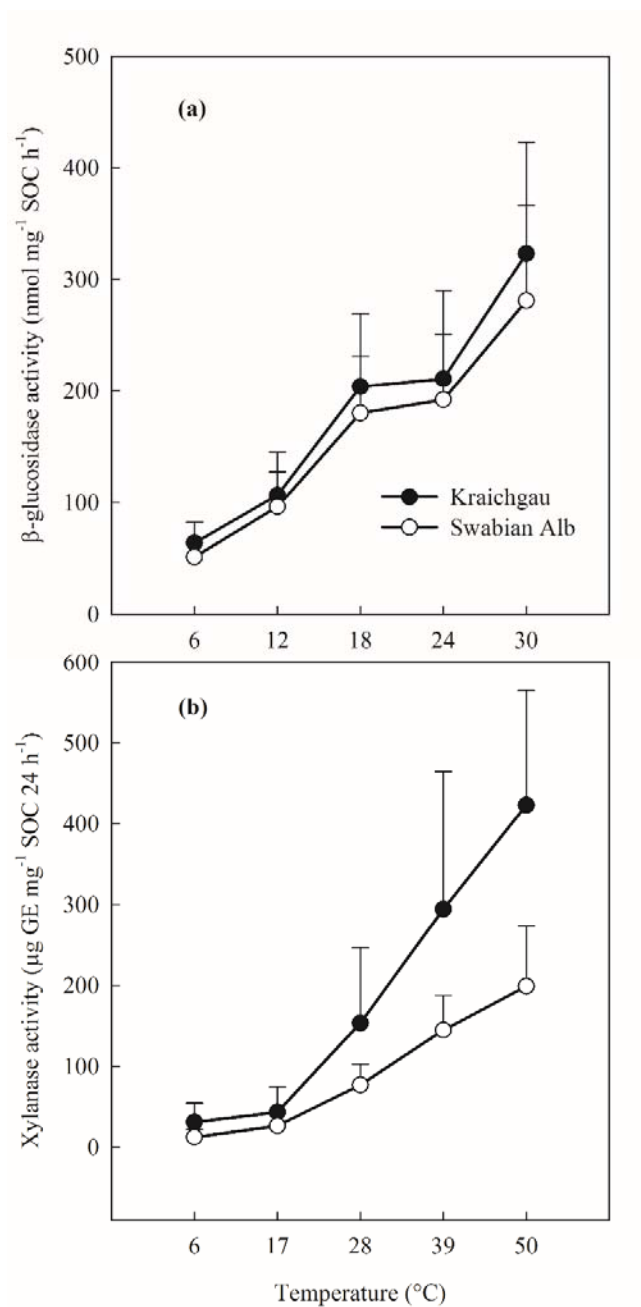 500
(a)
400
300
200
100
0
β-glucosidase activity (nmol mg⁻¹ SOC h⁻¹)
Kraichgau
Swabian Alb
6 12 18 24 30
600
(b)
500
400
300
200
100
0
Xylanase activity (µg GE mg⁻¹ SOC 24 h⁻¹)
6 17 28 39 50
Temperature (°C)